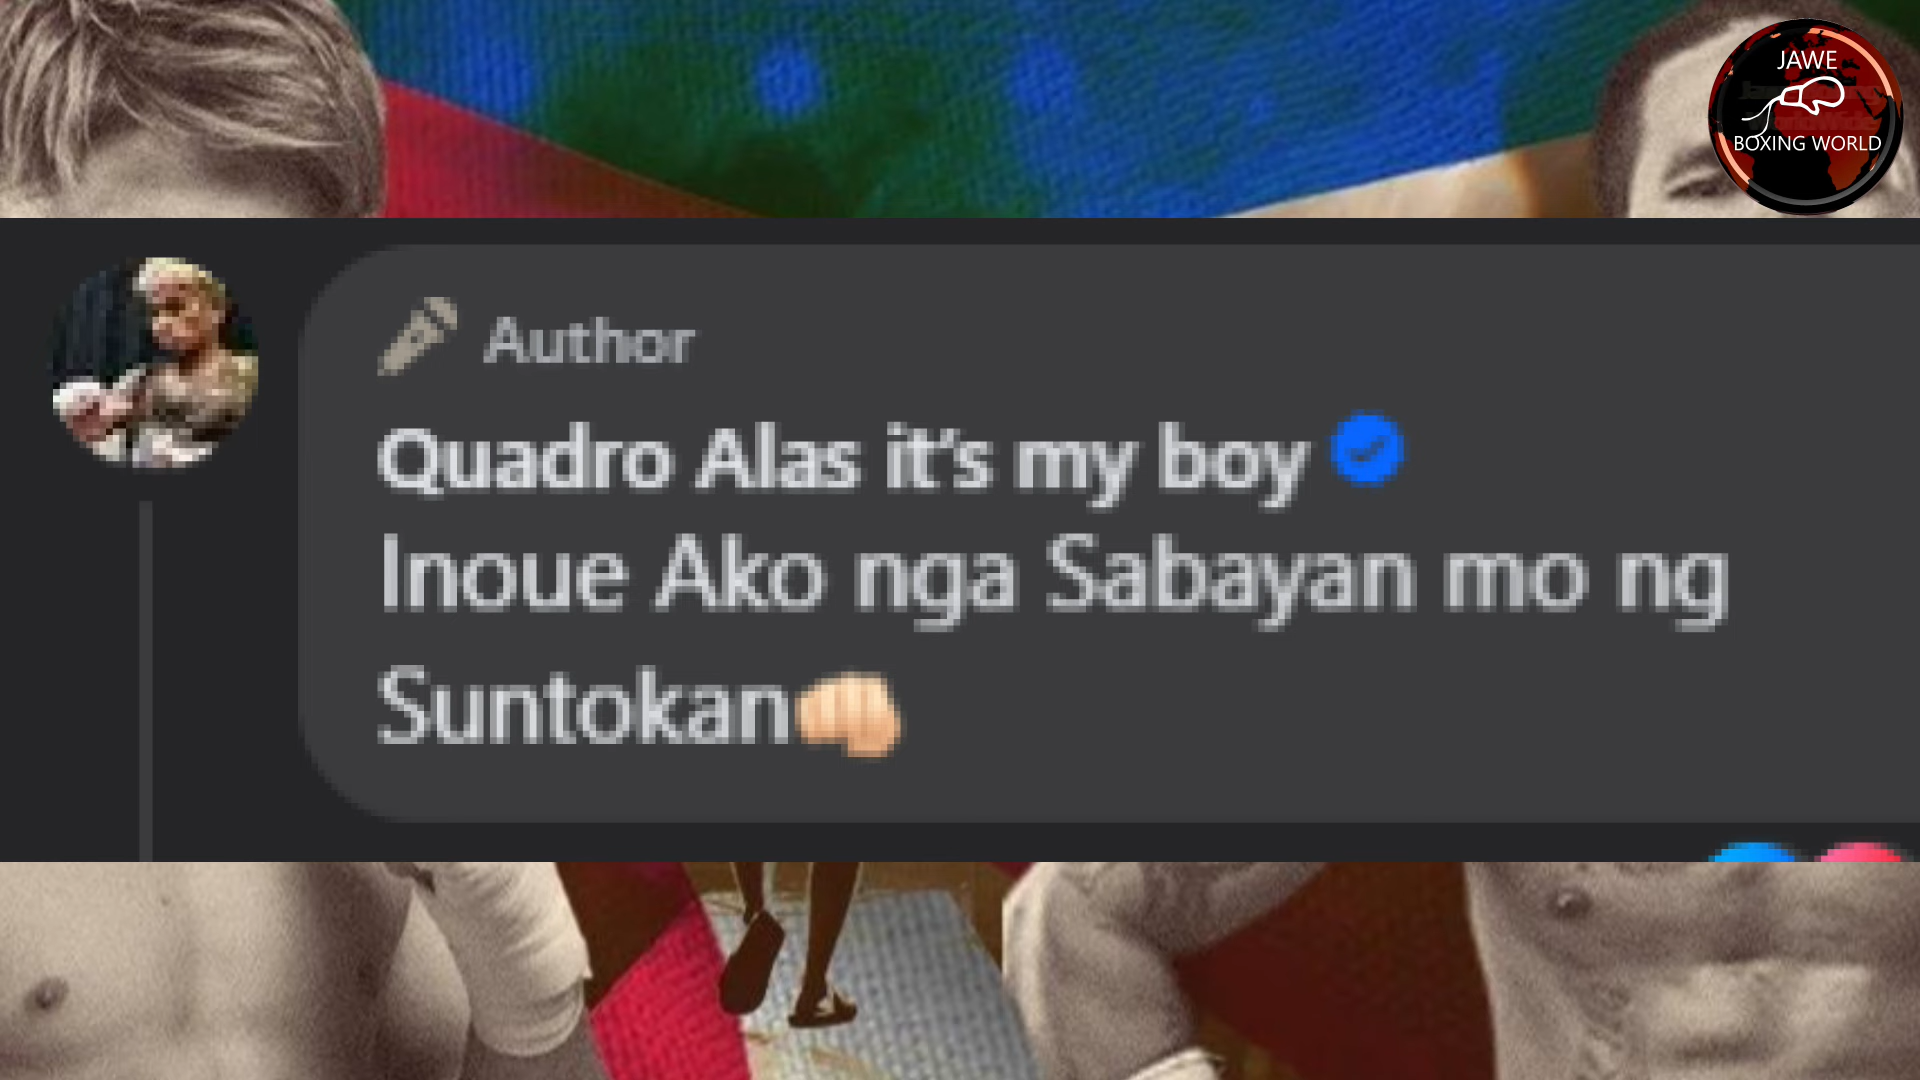 JAWE
BOXING WORLD
Author
Quadro Alas it's my boy
Inoue Ako nga Sabayan mo ng
Suntokan👊🏻